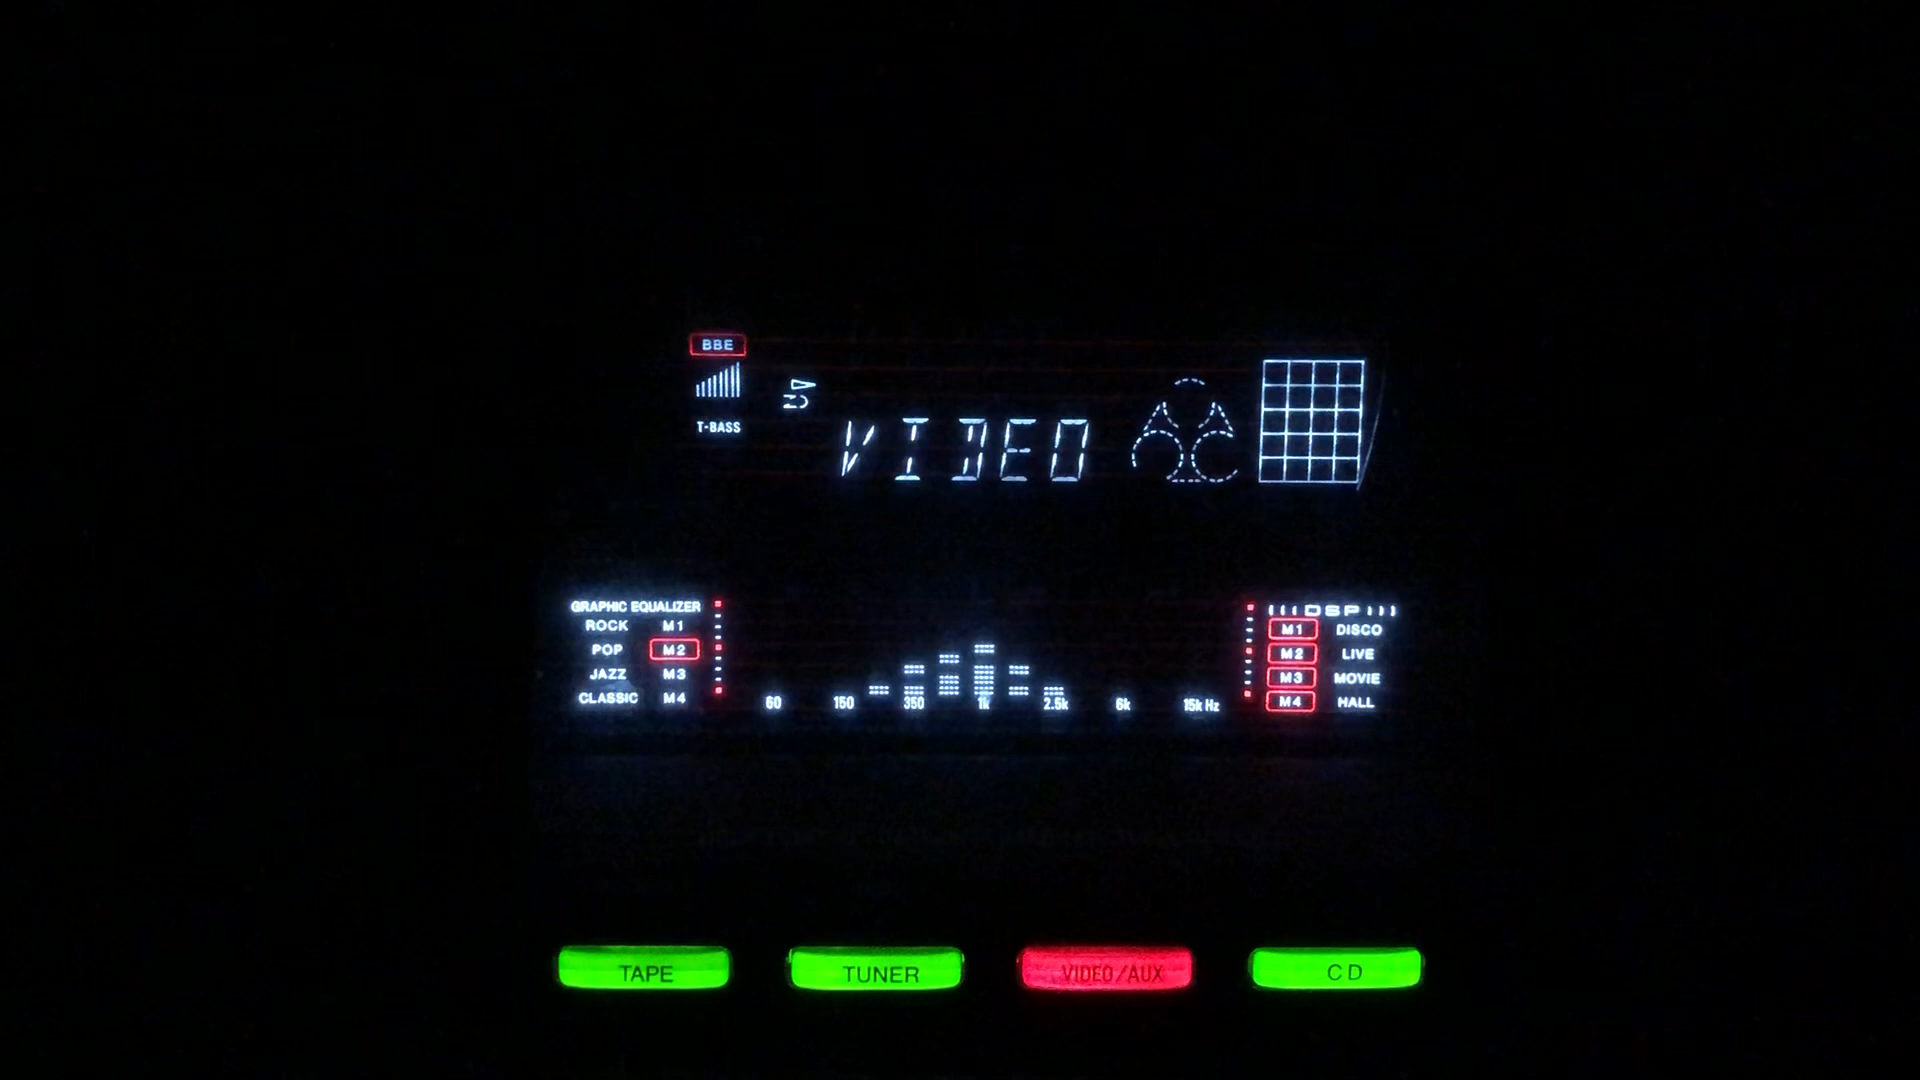 BBE
T-BASS
VIDEO
GRAPHIC EQUALIZER
ROCK M1
POP M2
JAZZ M3
CLASSIC M4
60 150 350 1k 2.5k 6k 15k Hz
DSP
M1 DISCO
M2 LIVE
M3 MOVIE
M4 HALL
TAPE TUNER VIDEO/AUX CD